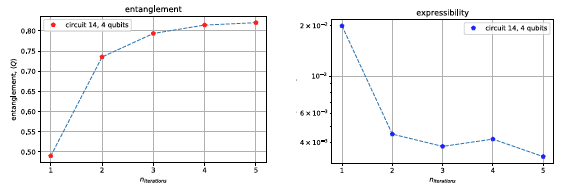 entanglement
circuit 14, 4 qubits
0,80
0,75
0,70
0,65
0,60
0,55
0,50
entanglement, ⟨Q⟩
1 2 3 4 5
n_iterations
expressibility
circuit 14, 4 qubits
2 × 10⁻²
10⁻²
6 × 10⁻³
4 × 10⁻³
1 2 3 4 5
n_iterations